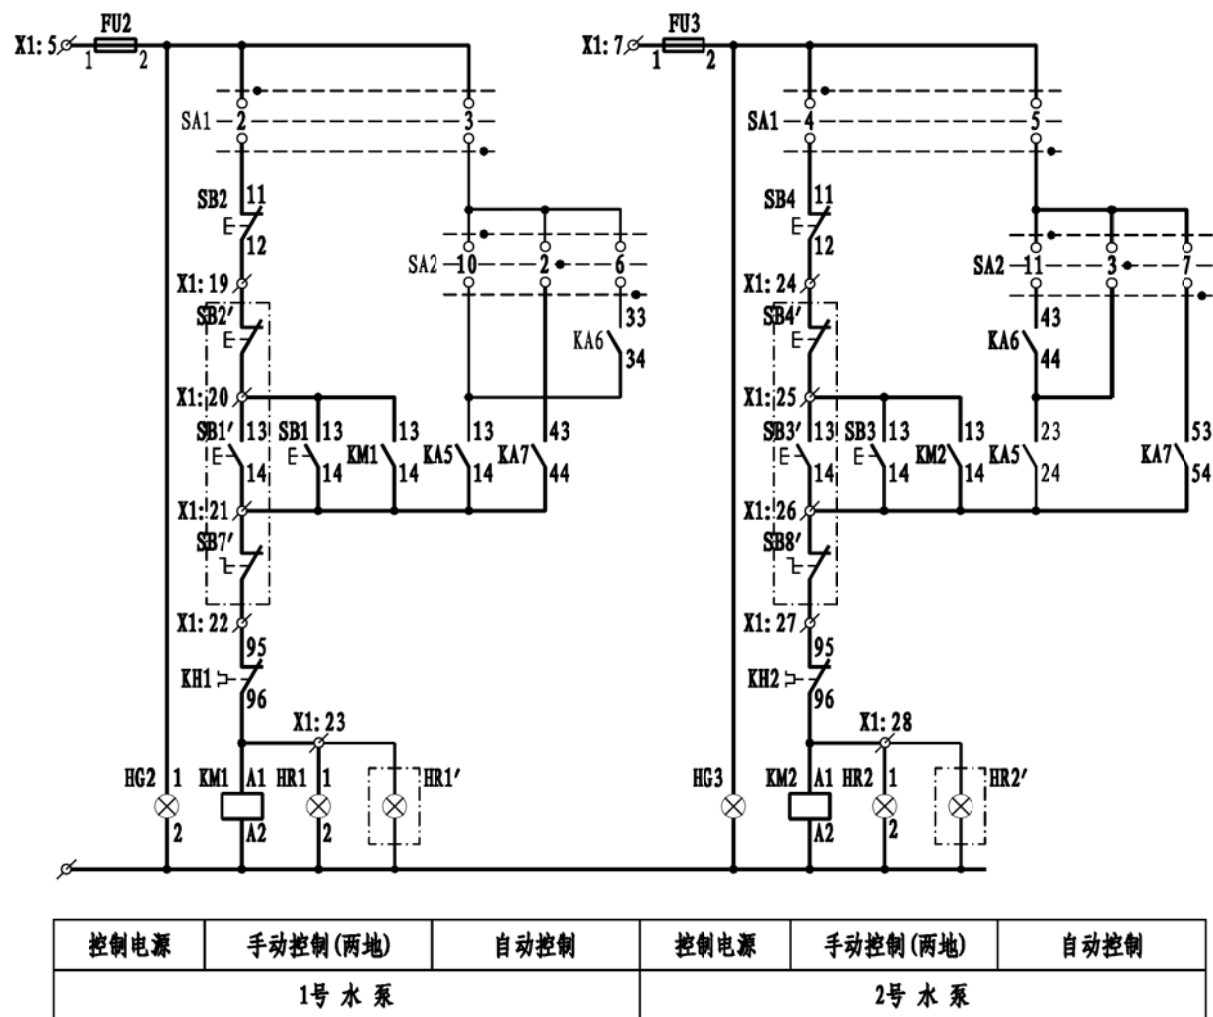 FU2 FU3
X1: 5 1 2 X1: 7 1 2
SA1 2 3 SA1 4 5
SB2 11 SB4 11
12 12
SA2 10 2 6 SA2 11 3 7
X1: 19 X1: 24
SB2′ 33 SB4′ 43
KA6 34 KA6 44
X1: 20 X1: 25
SB1′ 13 SB1 13 13 13 43 SB3′ 13 SB3 13 13 23 53
14 14 KM1 14 KA5 14 KA7 44 14 14 KM2 14 KA5 24 KA7 54
X1: 21 X1: 26
SB7′ SB8′
X1: 22 X1: 27
95 95
KH1 96 KH2 96
X1: 23 X1: 28
HG2 1 KM1 A1 HR1 1 HR1′ HG3 KM2 A1 HR2 1 HR2′
2 A2 2 A2 2
控制电源 手动控制(两地) 自动控制 控制电源 手动控制(两地) 自动控制
1号 水 泵 2号 水 泵